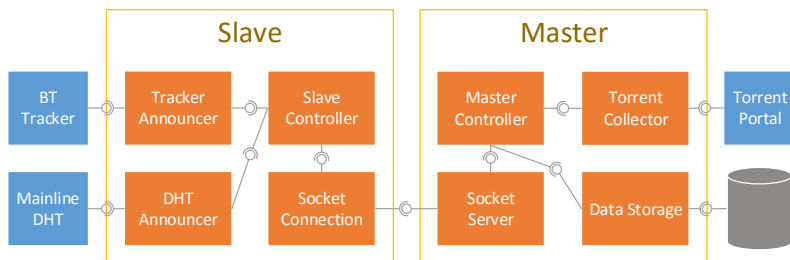 Slave
Master
BT
Tracker
Tracker
Announcer
Slave
Controller
Master
Controller
Torrent
Collector
Torrent
Portal
Mainline
DHT
DHT
Announcer
Socket
Connection
Socket
Server
Data Storage